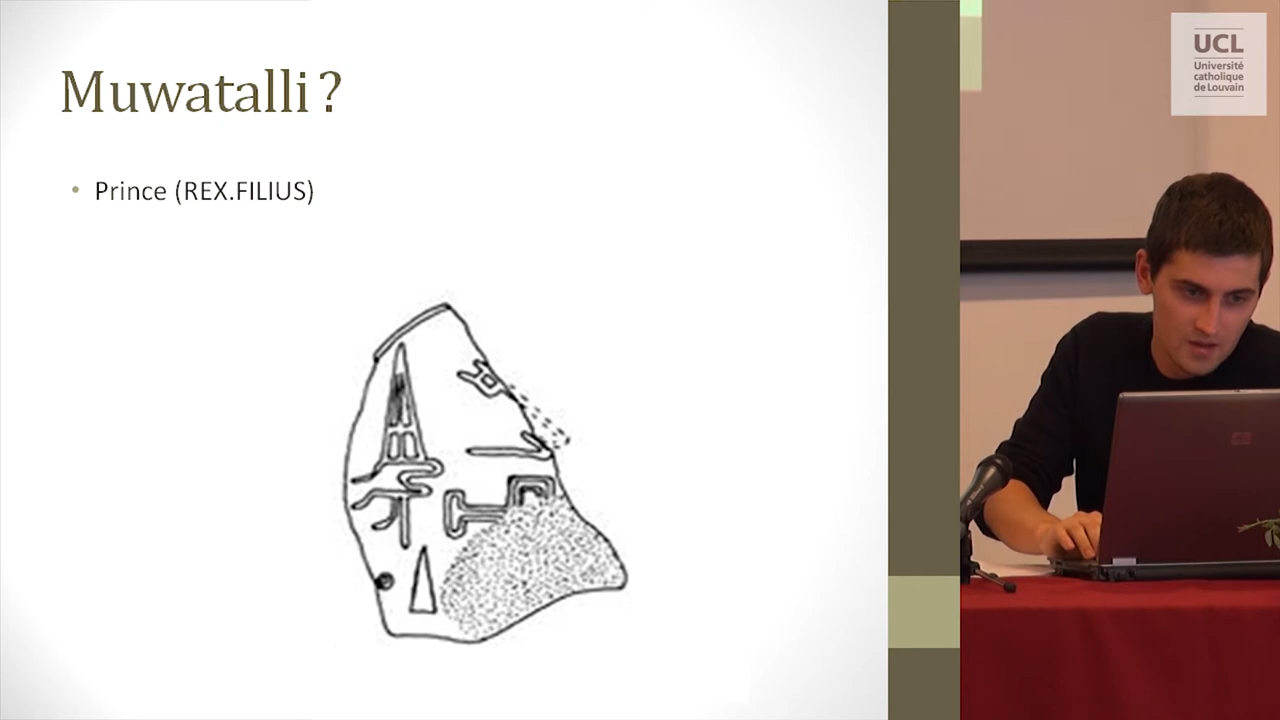 Muwatalli ?
• Prince (REX.FILIUS)
UCL
Université
catholique
de Louvain